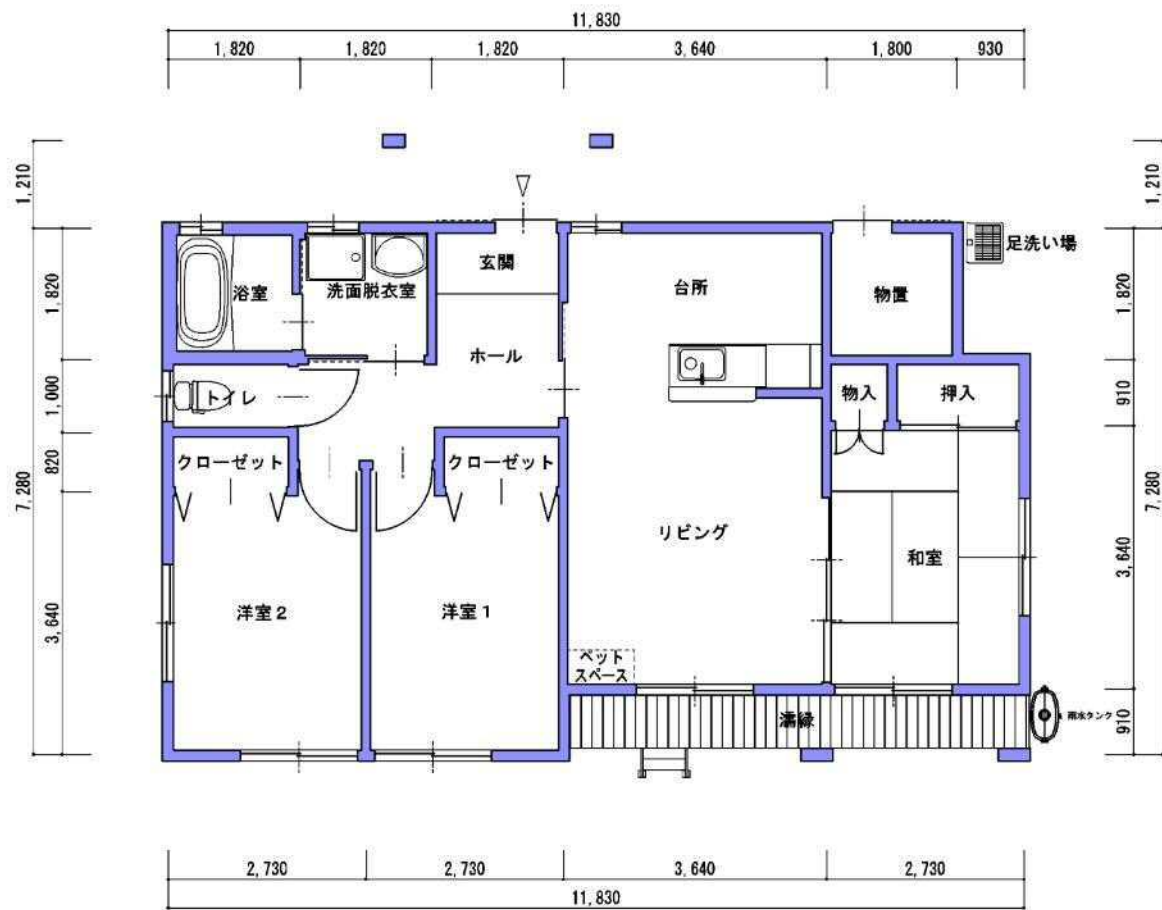 11,830
1,820 1,820 1,820 3,640 1,800 930
1,210
1,210
足洗い場
玄関
浴室
洗面脱衣室
台所
物置
1,820
1,820
ホール
トイレ
物入
押入
1,000
910
クローゼット
クローゼット
820
7,280
7,280
リビング
和室
3,640
3,640
洋室2
洋室1
ペット
スペース
濡縁
雨水タンク
910
2,730 2,730 3,640 2,730
11,830